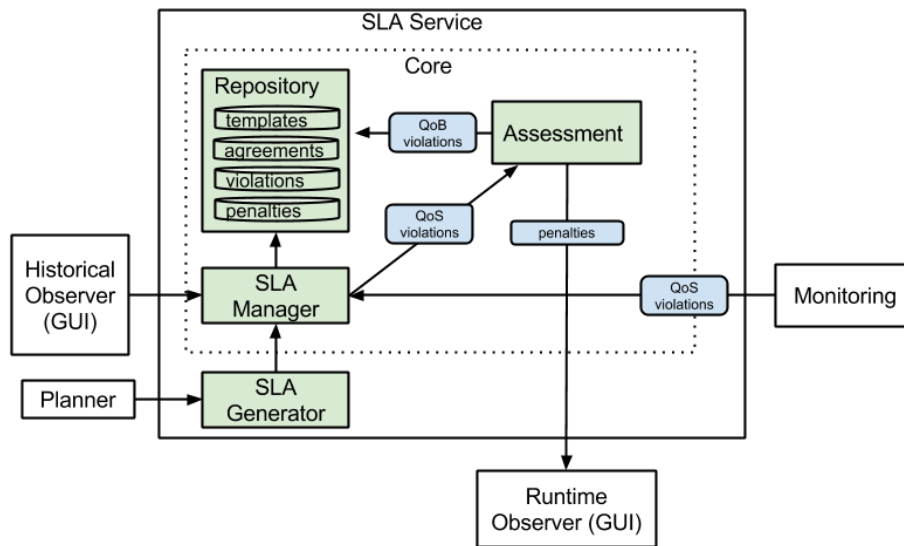 SLA Service
Core
Repository
templates
agreements
violations
penalties
QoB
violations
Assessment
QoS
violations
penalties
Historical
Observer
(GUI)
SLA
Manager
QoS
violations
Monitoring
Planner
SLA
Generator
Runtime
Observer (GUI)